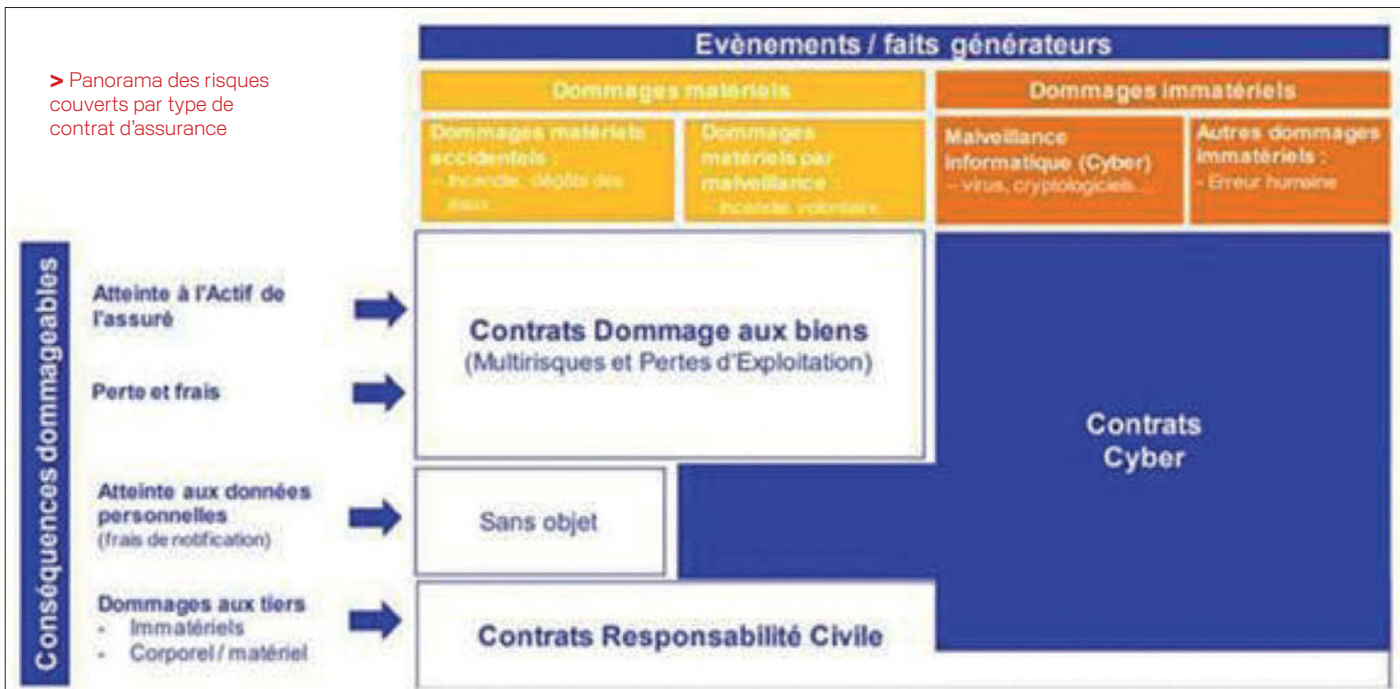 > Panorama des risques
couverts par type de
contrat d'assurance
Evènements / faits générateurs
Dommages matériels
Dommages immatériels
Dommages matériels
accidentels :
– Incendie, dégâts des
eaux
Dommages
matériels par
malveillance :
– Incendie volontaire
Malveillance
informatique (Cyber)
– virus, cryptologiciels...
Autres dommages
immatériels :
- Erreur humaine
Conséquences dommageables
Atteinte à l'Actif de
l'assuré
Perte et frais
Contrats Dommage aux biens
(Multirisques et Pertes d'Exploitation)
Contrats
Cyber
Atteinte aux données
personnelles
(frais de notification)
Sans objet
Dommages aux tiers
- Immatériels
- Corporel / matériel
Contrats Responsabilité Civile